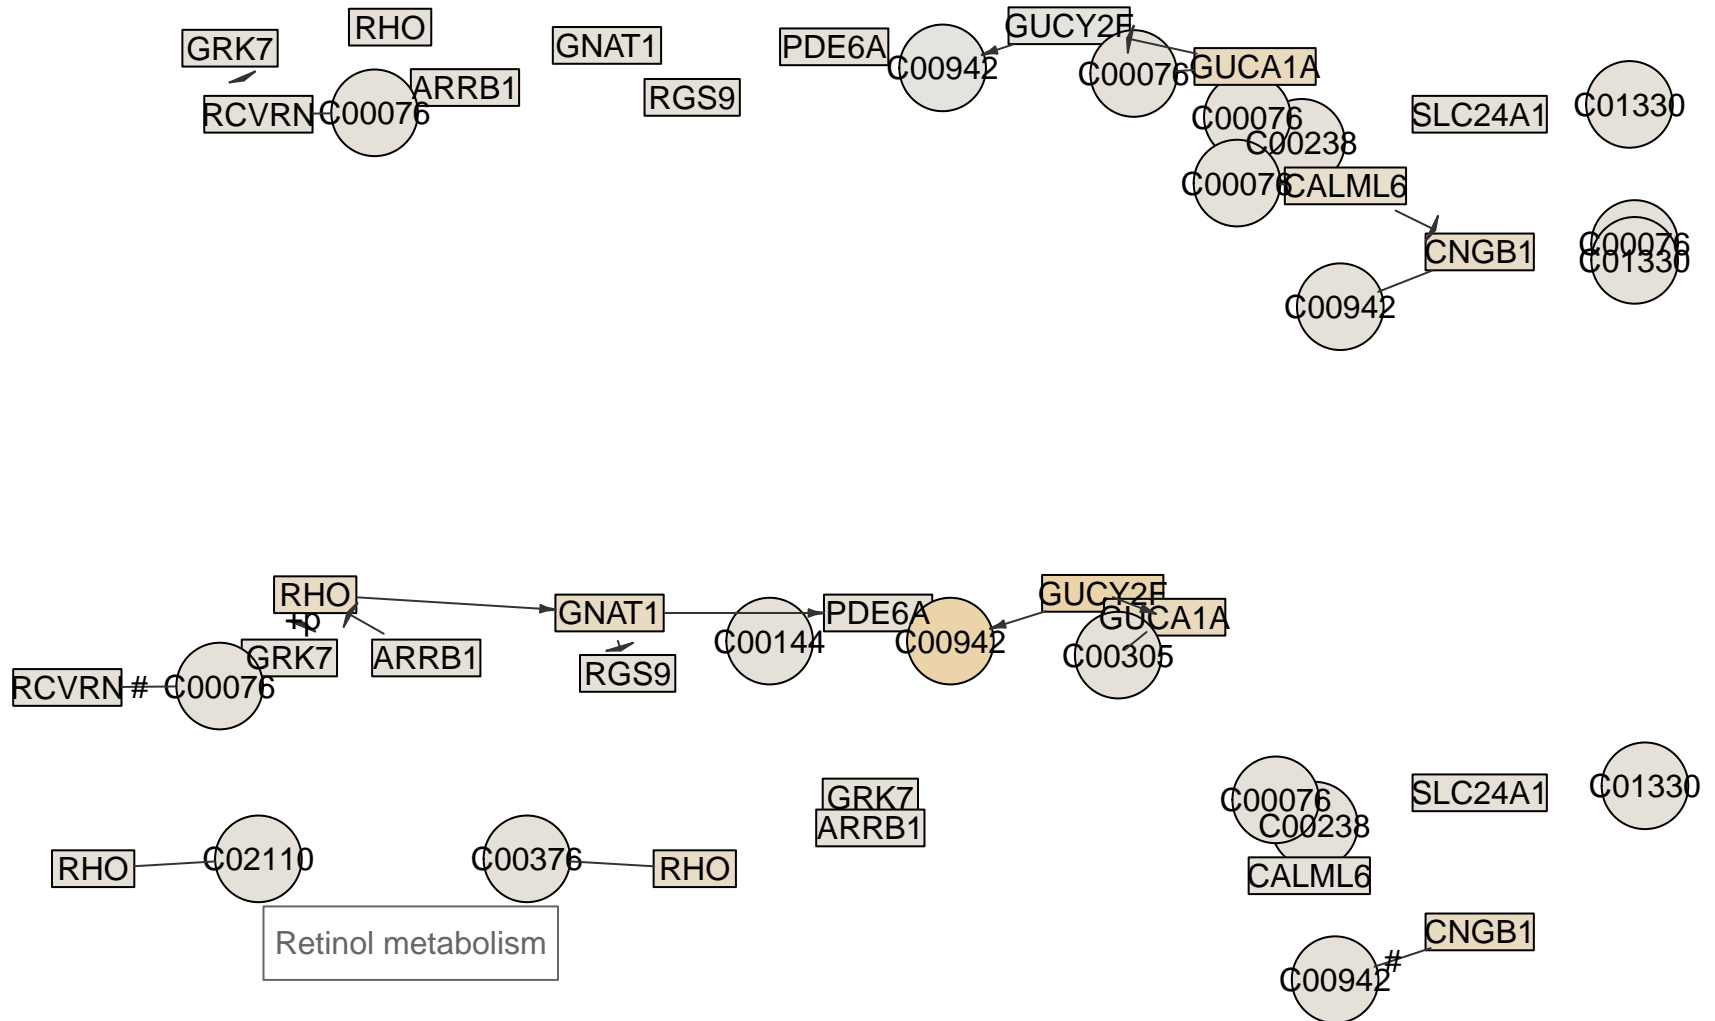 RHO
GRK7
GNAT1
PDE6A
C00942
GUCY2F
C00076
GUCA1A
ARRB1
RGS9
RCVRN
C00076
C00076
C00238
SLC24A1
C01330
C00076
CALML6
CNGB1
C00076
C01330
C00942
RHO
+p
GNAT1
PDE6A
GUCY2F
GUCA1A
GRK7
ARRB1
RGS9
C00144
C00942
C00305
RCVRN
#
C00076
GRK7
ARRB1
C00076
C00238
SLC24A1
C01330
RHO
C02110
C00376
RHO
CALML6
Retinol metabolism
CNGB1
#
C00942